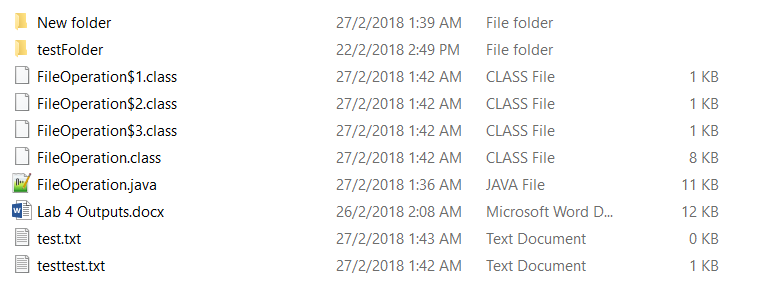 New folder 27/2/2018 1:39 AM File folder
testFolder 22/2/2018 2:49 PM File folder
FileOperation$1.class 27/2/2018 1:42 AM CLASS File 1 KB
FileOperation$2.class 27/2/2018 1:42 AM CLASS File 1 KB
FileOperation$3.class 27/2/2018 1:42 AM CLASS File 1 KB
FileOperation.class 27/2/2018 1:42 AM CLASS File 8 KB
FileOperation.java 27/2/2018 1:36 AM JAVA File 11 KB
Lab 4 Outputs.docx 26/2/2018 2:08 AM Microsoft Word D... 12 KB
test.txt 27/2/2018 1:43 AM Text Document 0 KB
testtest.txt 27/2/2018 1:42 AM Text Document 1 KB